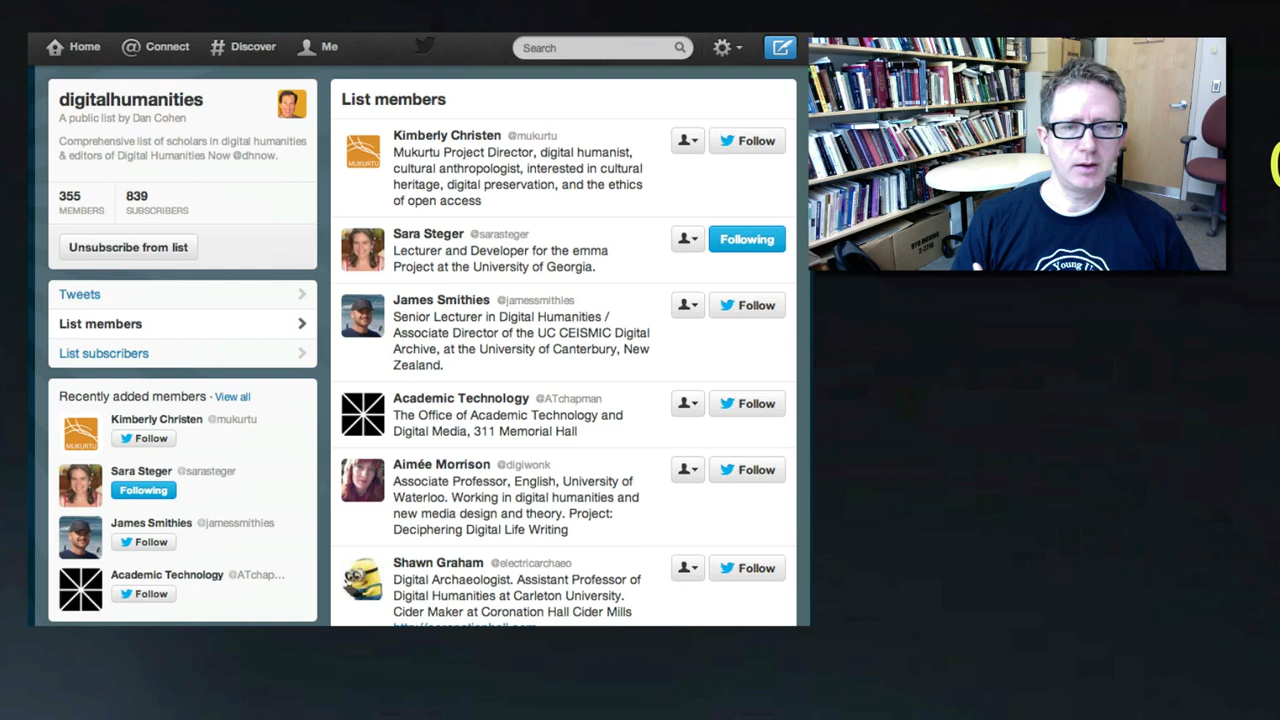 Home
Connect
Discover
Me
Search
digitalhumanities
A public list by Dan Cohen
Comprehensive list of scholars in digital humanities
& editors of Digital Humanities Now @dhnow.
355
MEMBERS
839
SUBSCRIBERS
Unsubscribe from list
Tweets
List members
List subscribers
Recently added members · View all
Kimberly Christen @mukurtu
MUKURTU
Follow
Sara Steger @sarasteger
Following
James Smithies @jamessmithies
Follow
Academic Technology @ATchap...
Follow
List members
Kimberly Christen @mukurtu
MUKURTU
Mukurtu Project Director, digital humanist,
cultural anthropologist, interested in cultural
heritage, digital preservation, and the ethics
of open access
Follow
Sara Steger @sarasteger
Lecturer and Developer for the emma
Project at the University of Georgia.
Following
James Smithies @jamessmithies
Senior Lecturer in Digital Humanities /
Associate Director of the UC CEISMIC Digital
Archive, at the University of Canterbury, New
Zealand.
Follow
Academic Technology @ATchapman
The Office of Academic Technology and
Digital Media, 311 Memorial Hall
Follow
Aimée Morrison @digiwonk
Associate Professor, English, University of
Waterloo. Working in digital humanities and
new media design and theory. Project:
Deciphering Digital Life Writing
Follow
Shawn Graham @electricarchaeo
Digital Archaeologist. Assistant Professor of
Digital Humanities at Carleton University.
Cider Maker at Coronation Hall Cider Mills
Follow
Young